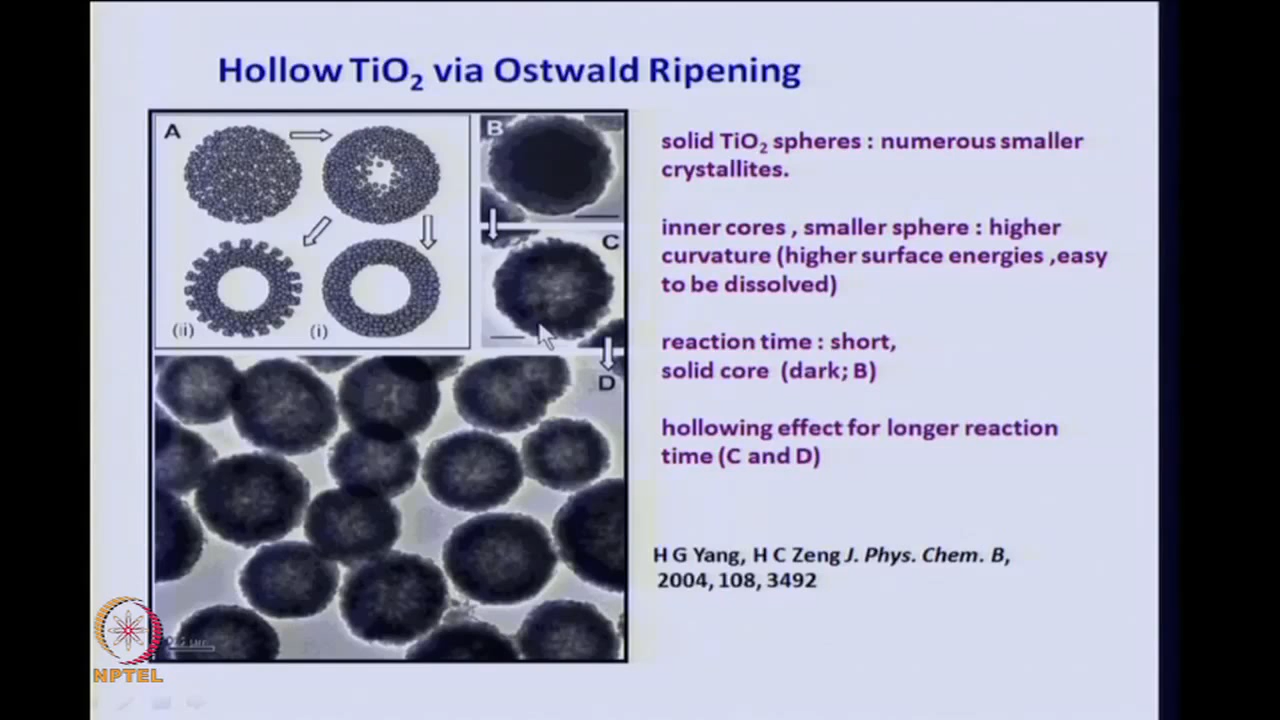 Hollow TiO₂ via Ostwald Ripening
A
B
C
D
(ii)
(i)
solid TiO₂ spheres : numerous smaller
crystallites.
inner cores , smaller sphere : higher
curvature (higher surface energies ,easy
to be dissolved)
reaction time : short,
solid core (dark; B)
hollowing effect for longer reaction
time (C and D)
H G Yang, H C Zeng J. Phys. Chem. B,
2004, 108, 3492
NPTEL